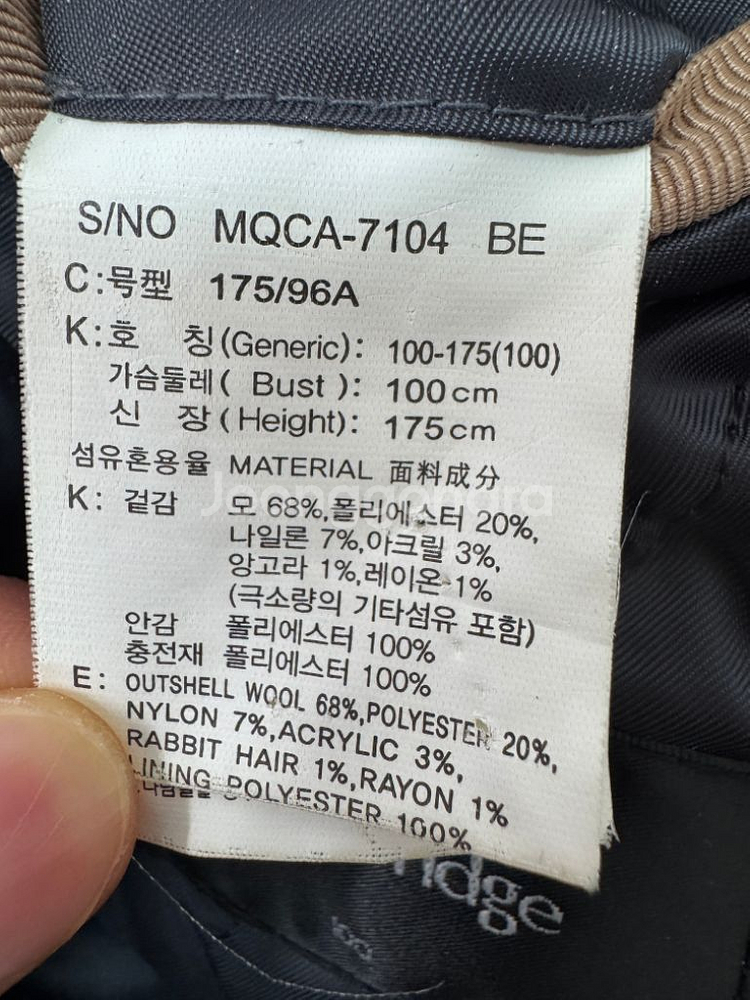 S/NO MQCA-7104 BE
C:号型 175/96A
K:호 칭(Generic): 100-175(100)
가슴둘레( Bust ): 100cm
신 장(Height): 175cm
섬유혼용율 MATERIAL 面料成分
Joonggonara
K: 겉감 모 68%,폴리에스터 20%,
나일론 7%,아크릴 3%,
앙고라 1%,레이온 1%
(극소량의 기타섬유 포함)
안감 폴리에스터 100%
충전재 폴리에스터 100%
E: OUTSHELL WOOL 68%,POLYESTER 20%,
NYLON 7%,ACRYLIC 3%,
RABBIT HAIR 1%,RAYON 1%
LINING POLYESTER 100%
ridge
100